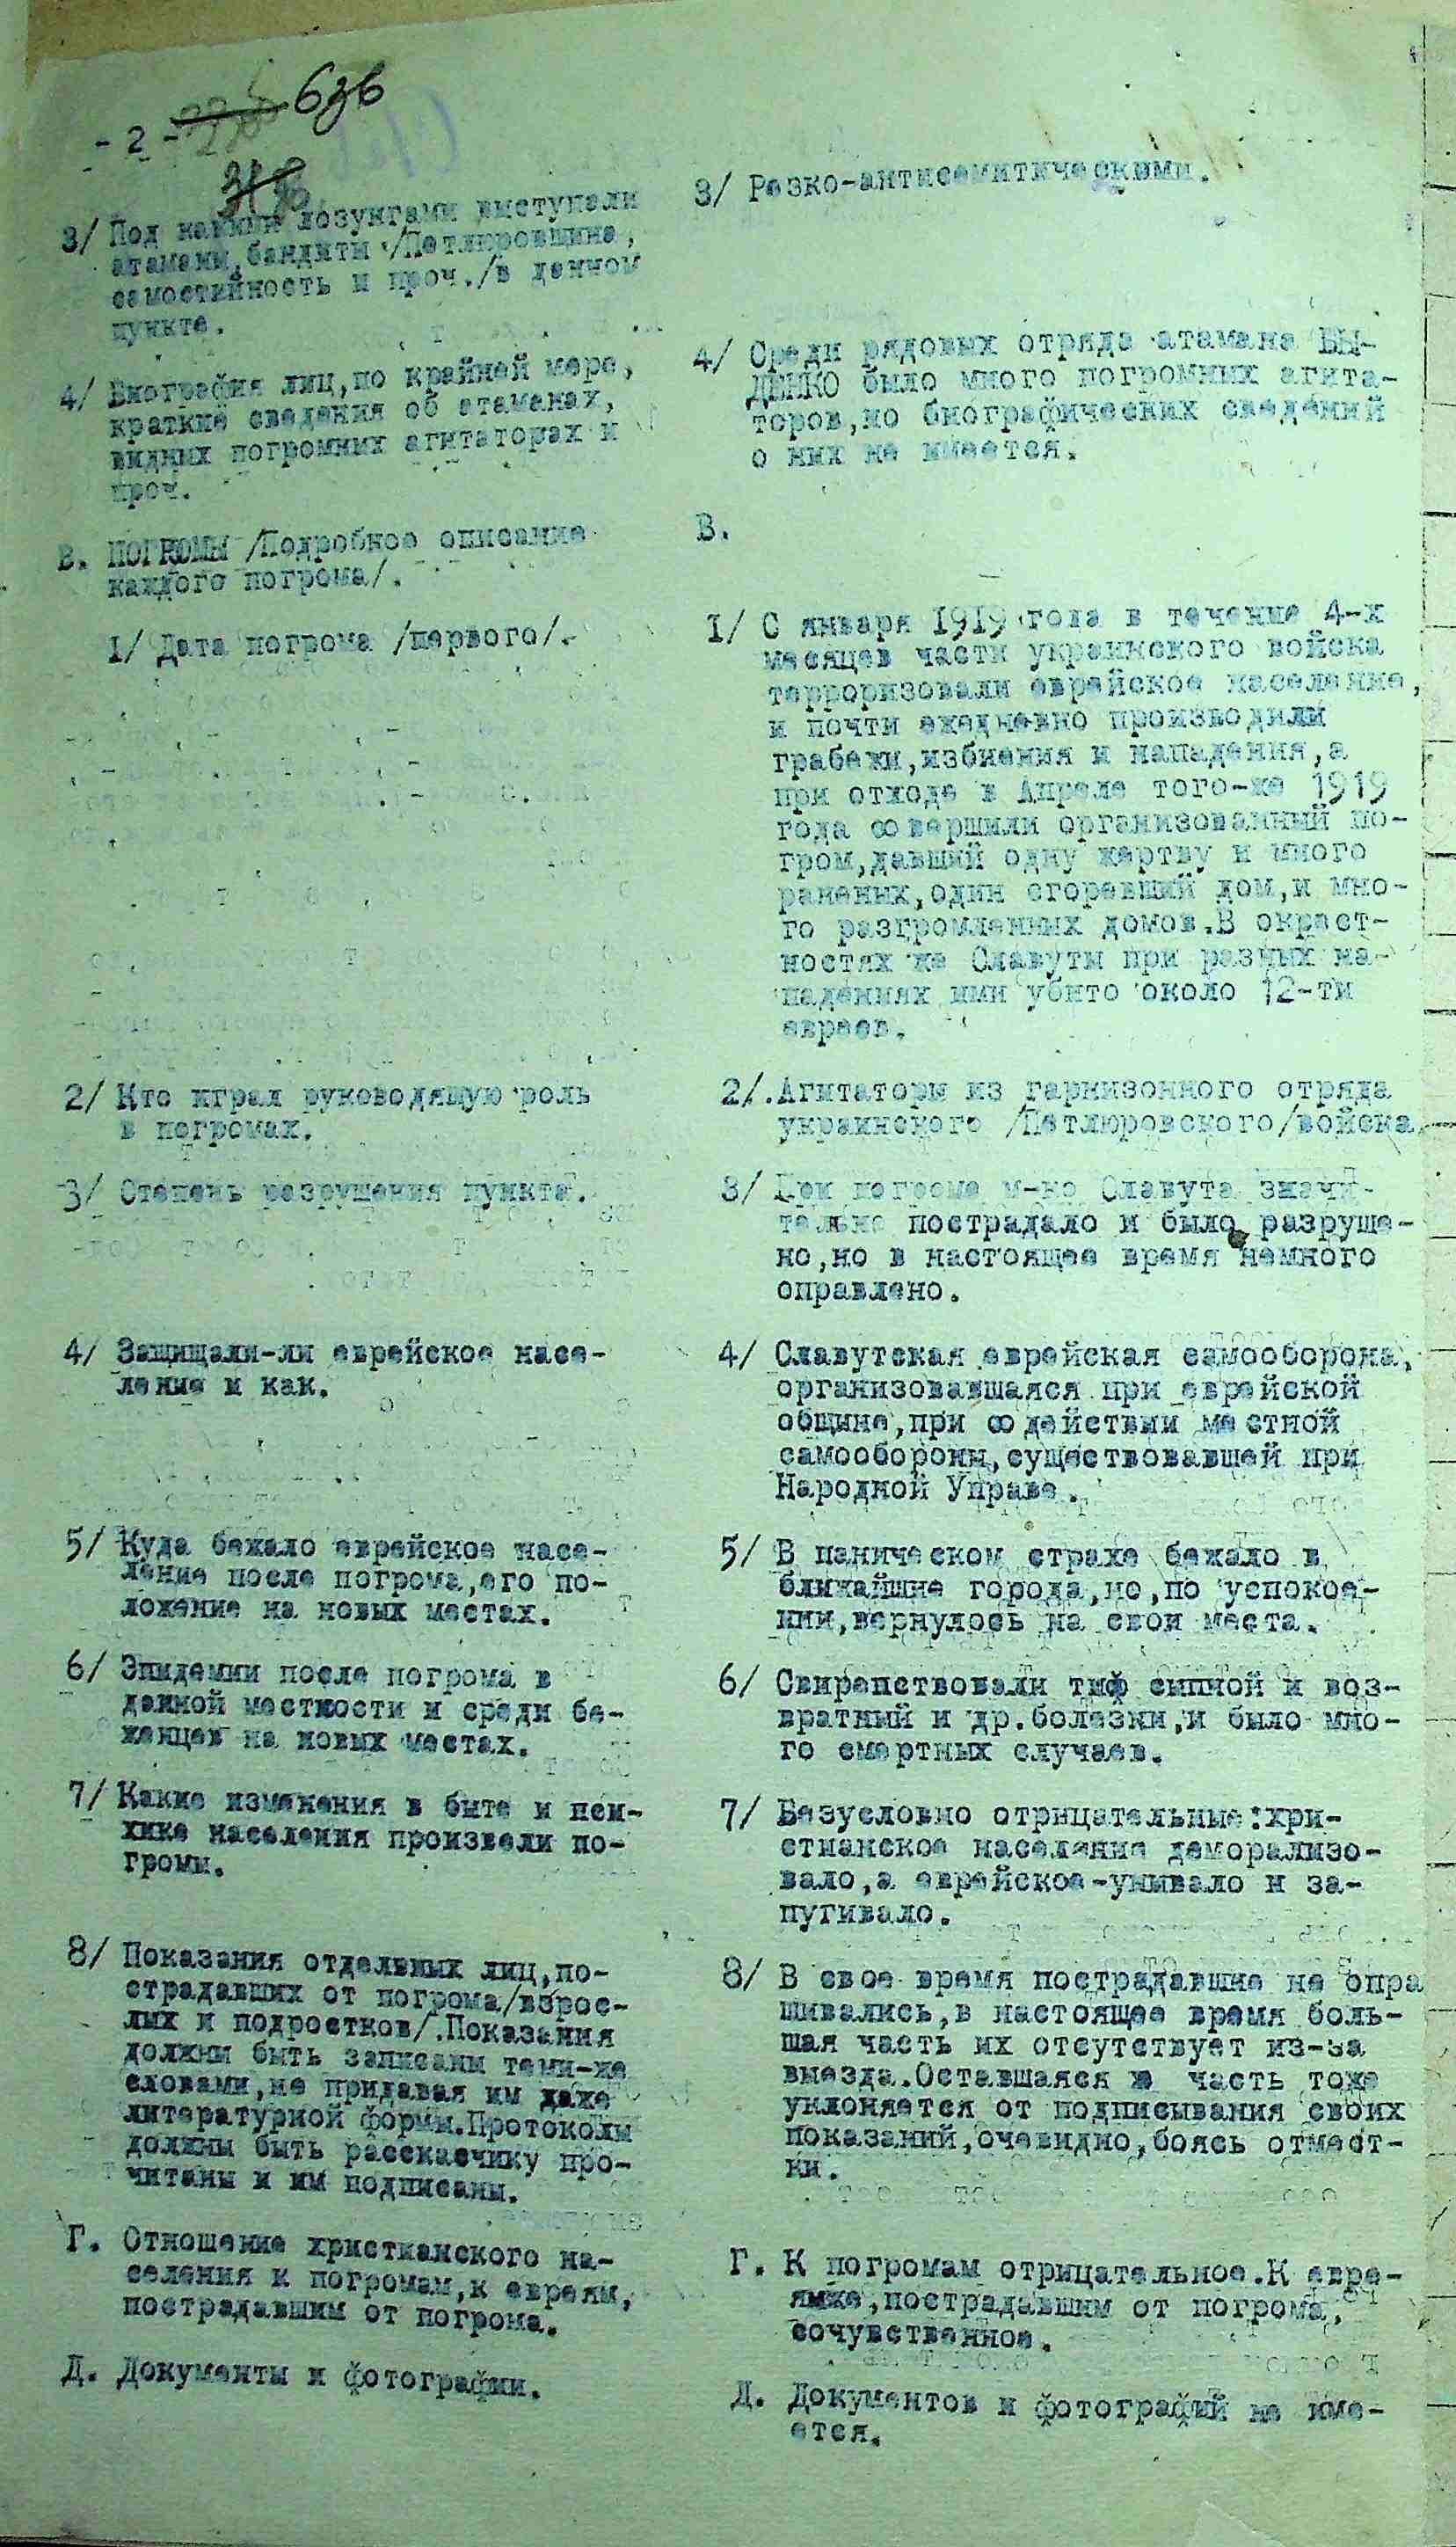 636
- 2 -
3/ Под какими лозунгами выступали
атаманы,бандиты /Петлюровщина,
самостийность и проч./в данном
пункте.
3/ Резко-антисемитическими.
4/ Биография лиц,по крайней мере,
краткие сведения об атаманах,
видных погромных агитаторах и
проч.
4/ Среди рядовых отряда атамана БЫ-
ДЕНКО было много погромных агита-
торов,но биографических сведений
о них не имеется.
В. ПОГРОМЫ /Подробное описание
каждого погрома/.
В.
1/ Дата погрома /первого/.
1/ С января 1919 года в течение 4-х
месяцев части украинского войска
терроризовали еврейское население,
и почти ежедневно производили
грабежи,избиения и нападения,а
при отходе в Апреле того-же 1919
года совершили организованный по-
гром,давший одну жертву и много
раненых,один сгоревший дом,и мно-
го разгромленных домов.В окрест-
ностях же Славуты при разных на-
падениях ими убито около 12-ти
евреев.
2/ Кто играл руководящую роль
в погромах.
2/.Агитаторы из гарнизонного отряда
украинского /Петлюровского/войска
3/ Степень разрушения пункта.
3/ При погроме м-ко Славута значи-
тельно пострадало и было разруше-
но,но в настоящее время немного
оправлено.
4/ Защищали-ли еврейское насе-
ление и как.
4/ Славутская еврейская самооборона,
организовавшаяся при еврейской
общине,при содействии местной
самообороны,существовавшей при
Народной Управе.
5/ Куда бежало еврейское насе-
ление после погрома,его по-
ложение на новых местах.
5/ В паническом страхе бежало в
ближайшие города,но,по успокое-
нии,вернулось на свои места.
6/ Эпидемии после погрома в
данной местности и среди бе-
женцев на новых местах.
6/ Свирепствовали тиф сыпной и воз-
вратный и др.болезни,и было мно-
го смертных случаев.
7/ Какие изменения в быте и пси-
хике населения произвели по-
громы.
7/ Безусловно отрицательные:хри-
стианское население деморализо-
вало,а еврейское-унивало и за-
пугивало.
8/ Показания отдельных лиц,по-
страдавших от погрома/взрос-
лых и подростков/.Показания
должны быть записаны теми-же
словами,не придавая им даже
литературной формы.Протоколы
должны быть рассказчику про-
читаны и им подписаны.
8/ В свое время пострадавшие не опра
шивались,в настоящее время боль-
шая часть их отсутствует из-за
выезда.Оставшаяся же часть тоже
уклоняется от подписывания своих
показаний,очевидно,боясь отмест-
ки.
Г. Отношение христианского на-
селения к погромам,к евреям,
пострадавшим от погрома.
Г. К погромам отрицательное.К евре-
ямже,пострадавшим от погрома,
сочувственное.
Д. Документы и фотографии.
Д. Документов и фотографий не име-
ется.